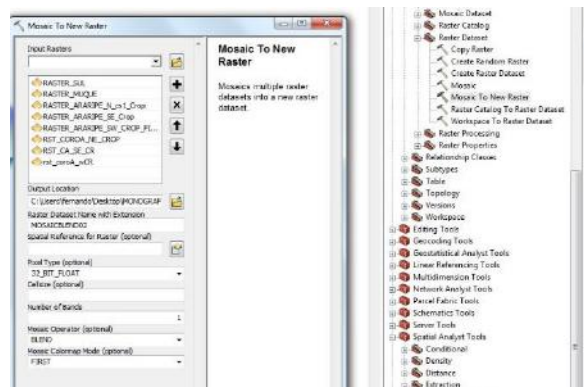 Mosaic To New Raster
Input Rasters
RASTER_SUL
RASTER_MUQUE
RASTER_ARARIPE_N_cs1_Crop
RASTER_ARARIPE_SE_Crop
RASTER_ARARIPE_SW_CROP_FI...
RST_COROA_NE_CROP
RST_CA_SE_CR
rst_coroA_wCR
Output Location
C:\Users\fernando\Desktop\MONOGRAF
Raster Dataset Name with Extension
MOSAICBLEND02
Spatial Reference for Raster (optional)
Pixel Type (optional)
32_BIT_FLOAT
Cellsize (optional)
Number of Bands
1
Mosaic Operator (optional)
BLEND
Mosaic Colormap Mode (optional)
FIRST
Mosaic To New
Raster
Mosaics multiple raster
datasets into a new raster
dataset.
Mosaic Dataset
Raster Catalog
Raster Dataset
Copy Raster
Create Random Raster
Create Raster Dataset
Mosaic
Mosaic To New Raster
Raster Catalog To Raster Dataset
Workspace To Raster Dataset
Raster Processing
Raster Properties
Relationship Classes
Subtypes
Table
Topology
Versions
Workspace
Editing Tools
Geocoding Tools
Geostatistical Analyst Tools
Linear Referencing Tools
Multidimension Tools
Network Analyst Tools
Parcel Fabric Tools
Schematics Tools
Server Tools
Spatial Analyst Tools
Conditional
Density
Distance
Extraction